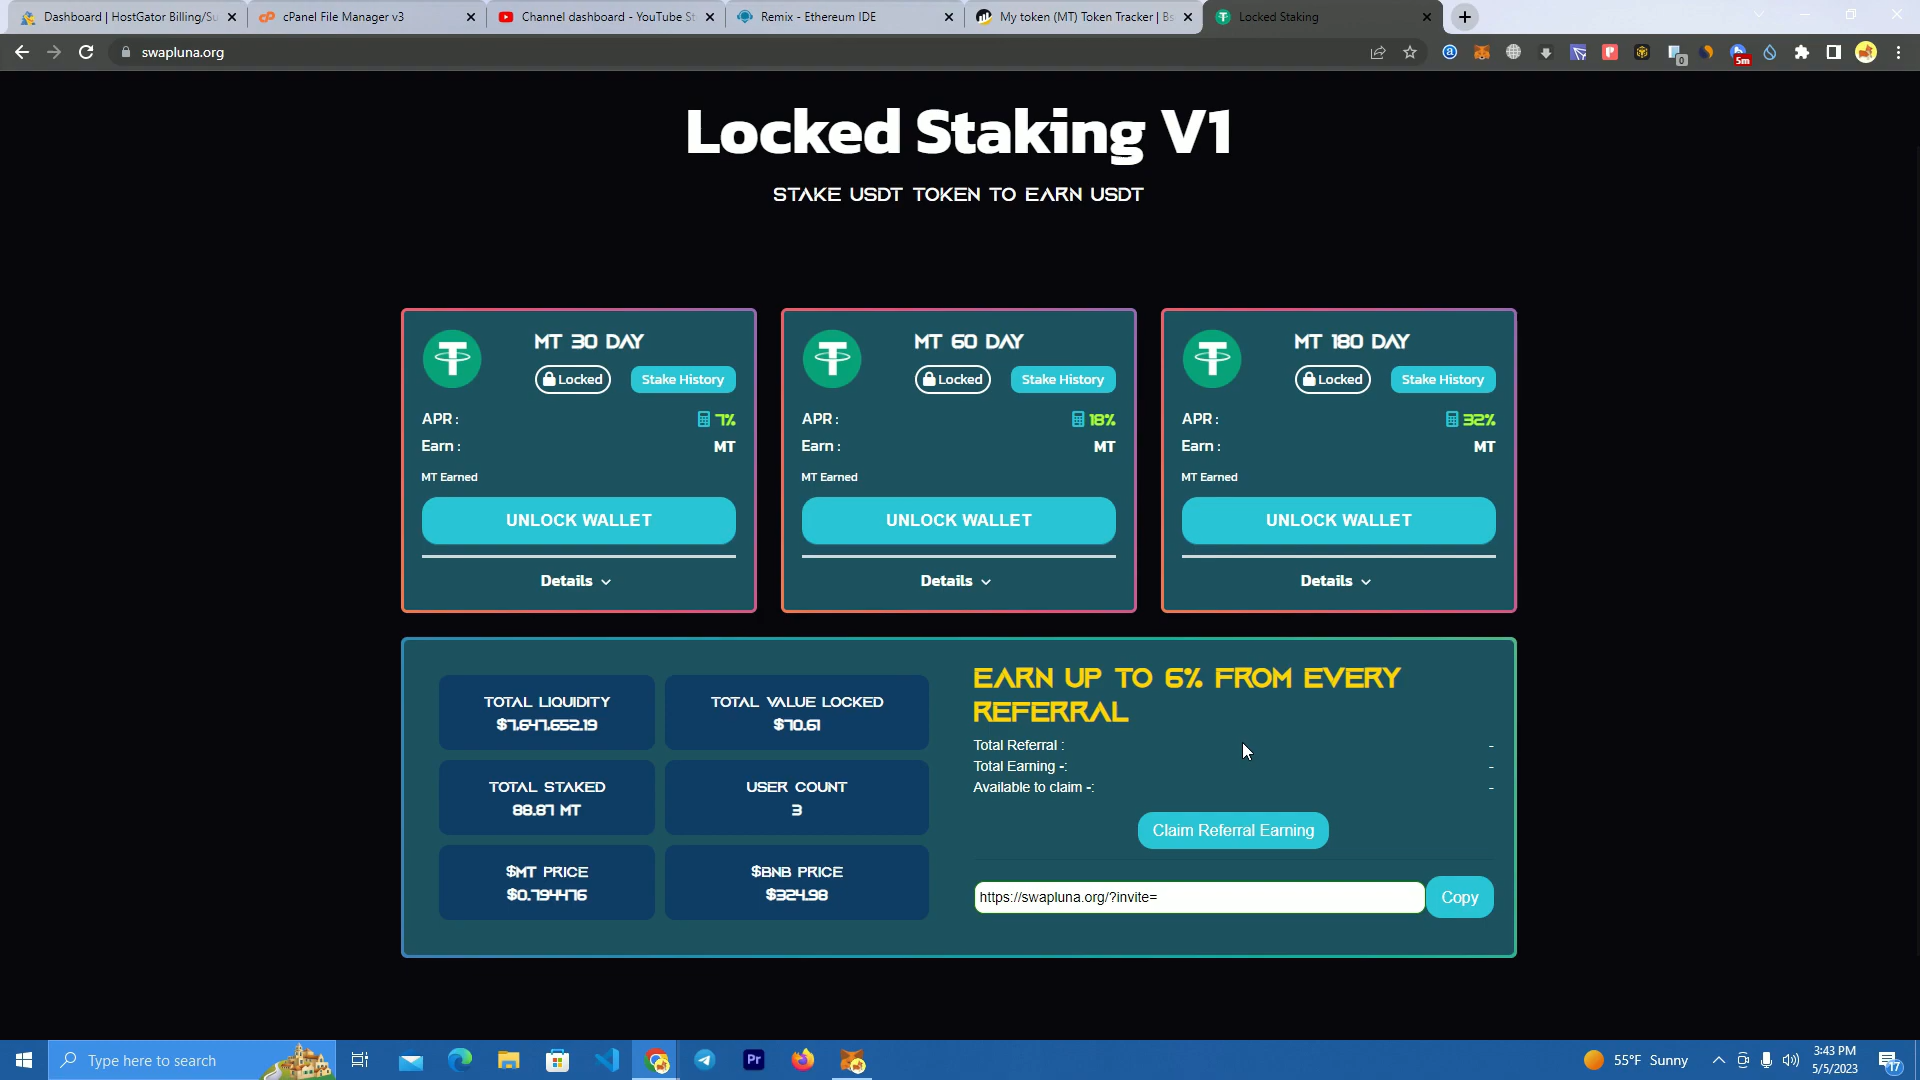 Dashboard | HostGator Billing/Su
cPanel File Manager v3
Channel dashboard - YouTube St
Remix - Ethereum IDE
My token (MT) Token Tracker | Bs
Locked Staking
swapluna.org
5m
0
Locked Staking V1
STAKE USDT TOKEN TO EARN USDT
MT 30 DAY
Locked
Stake History
APR :
7%
Earn :
MT
MT Earned
UNLOCK WALLET
Details
MT 60 DAY
Locked
Stake History
APR :
18%
Earn :
MT
MT Earned
UNLOCK WALLET
Details
MT 180 DAY
Locked
Stake History
APR :
32%
Earn :
MT
MT Earned
UNLOCK WALLET
Details
TOTAL LIQUIDITY
$7,647,652.19
TOTAL VALUE LOCKED
$70.61
TOTAL STAKED
88.87 MT
USER COUNT
3
$MT PRICE
$0.794476
$BNB PRICE
$324.98
EARN UP TO 6% FROM EVERY
REFERRAL
Total Referral :
-
Total Earning -:
-
Available to claim -:
-
Claim Referral Earning
https://swapluna.org/?invite=
Copy
Type here to search
Pr
55°F Sunny
3:43 PM
5/5/2023
17